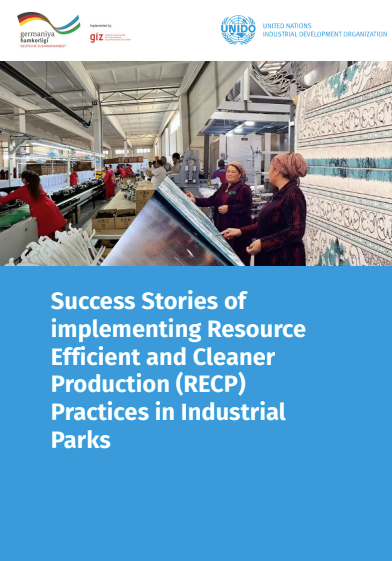 germaniya
hamkorligi
DEUTSCHE ZUSAMMENARBEIT
Implemented by
giz
UNIDO
UNITED NATIONS
INDUSTRIAL DEVELOPMENT ORGANIZATION
Success Stories of
implementing Resource
Efficient and Cleaner
Production (RECP)
Practices in Industrial
Parks